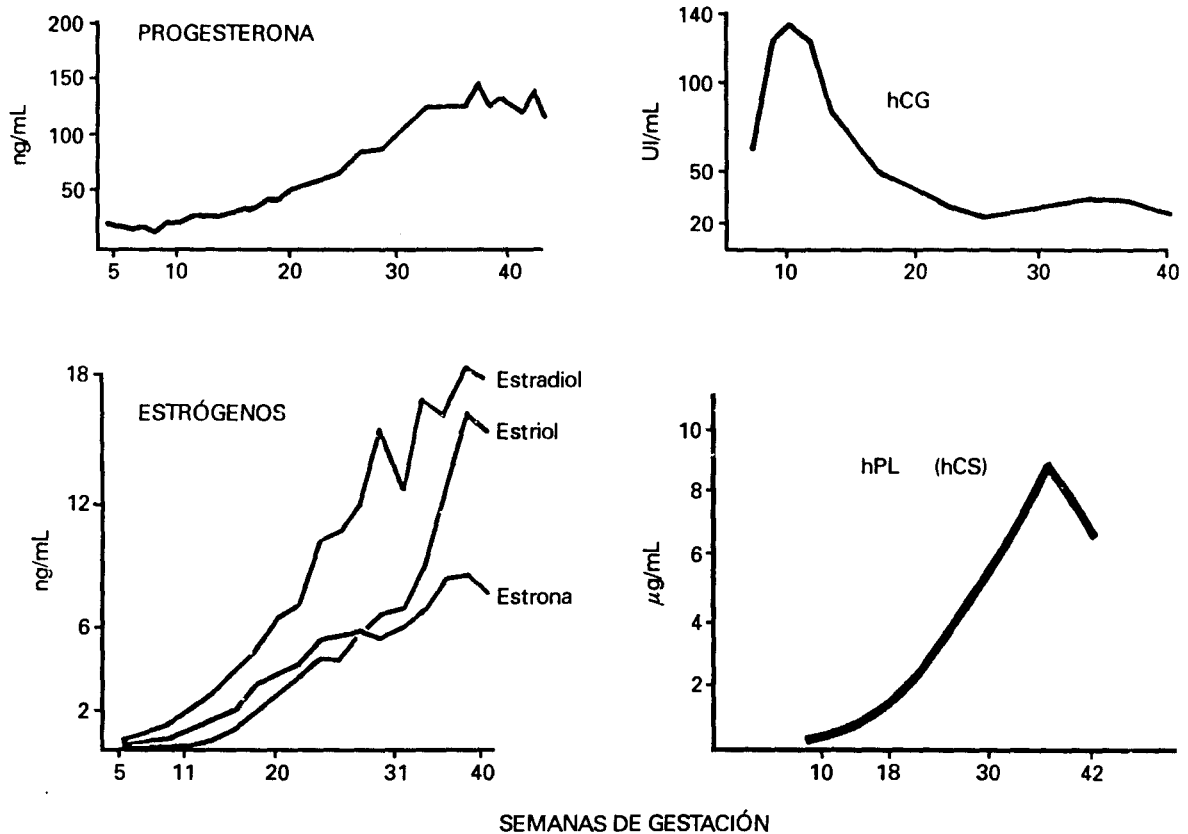 PROGESTERONA
ng/mL
200
150
100
50
5 10 20 30 40
hCG
UI/mL
140
100
50
20
10 20 30 40
ESTRÓGENOS
ng/mL
18
12
6
2
Estradiol
Estriol
Estrona
5 11 20 31 40
hPL (hCS)
µg/mL
10
8
6
4
2
10 18 30 42
SEMANAS DE GESTACIÓN